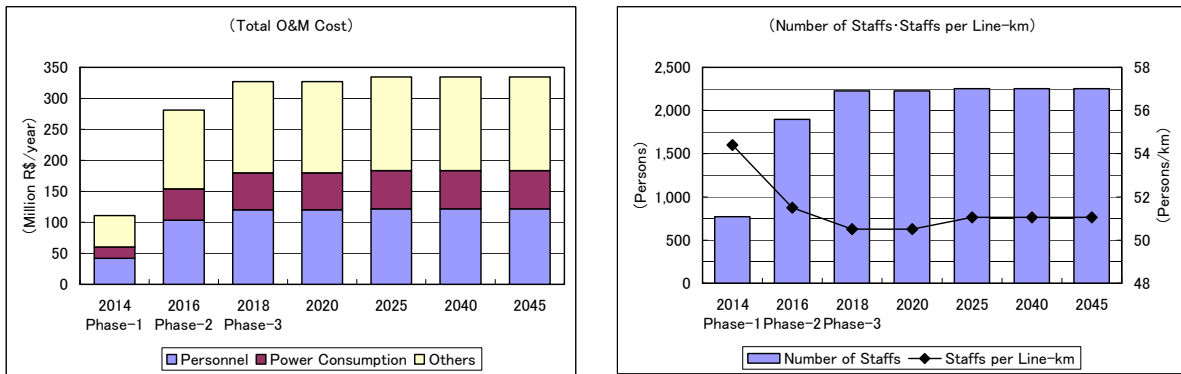 (Total O&M Cost)
(Million R$/year)
350
300
250
200
150
100
50
0
2014 2016 2018 2020 2025 2040 2045
Phase-1 Phase-2 Phase-3
Personnel Power Consumption Others
(Number of Staffs・Staffs per Line-km)
(Persons)
2,500
2,000
1,500
1,000
500
0
58
56
54
52
50
48
(Persons/km)
2014 2016 2018 2020 2025 2040 2045
Phase-1 Phase-2 Phase-3
Number of Staffs Staffs per Line-km